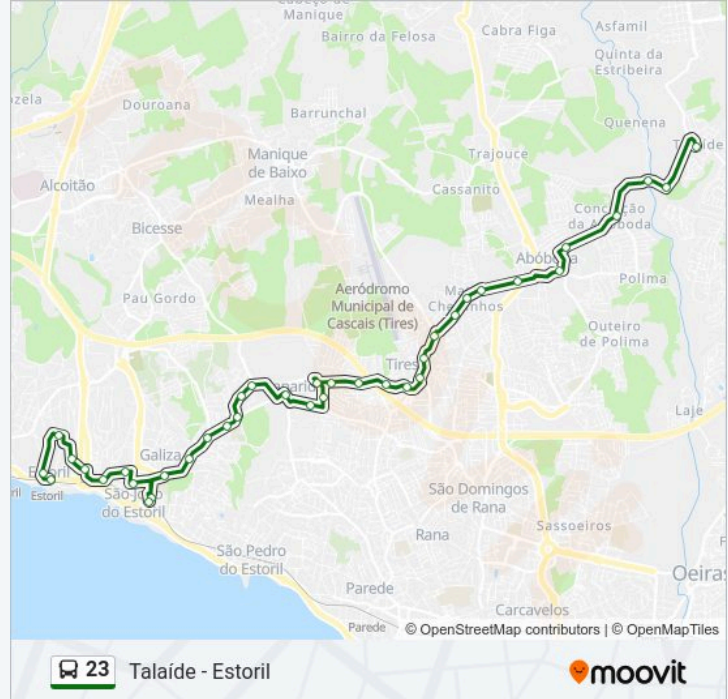 Cabeço de
Manique
Bairro da Felosa
Cabra Figa
Asfamil
Quinta da
Estribeira
Douroana
Barrunchal
Quenena
Manique
de Baixo
Trajouce
Alcoitão
Mealha
Cassanito
Bicesse
Abóboda
Polima
Aeródromo
Municipal de
Cascais (Tires)
Pau Gordo
Outeiro
de Polima
Tires
Laje
Galiza
Estoril
Estoril
São João
do Estoril
São Domingos
de Rana
Rana
Sassoeiros
São Pedro
do Estoril
Oeiras
Parede
Carcavelos
Parede
© OpenStreetMap contributors | © OpenMapTiles
23 Talaíde - Estoril
moovit